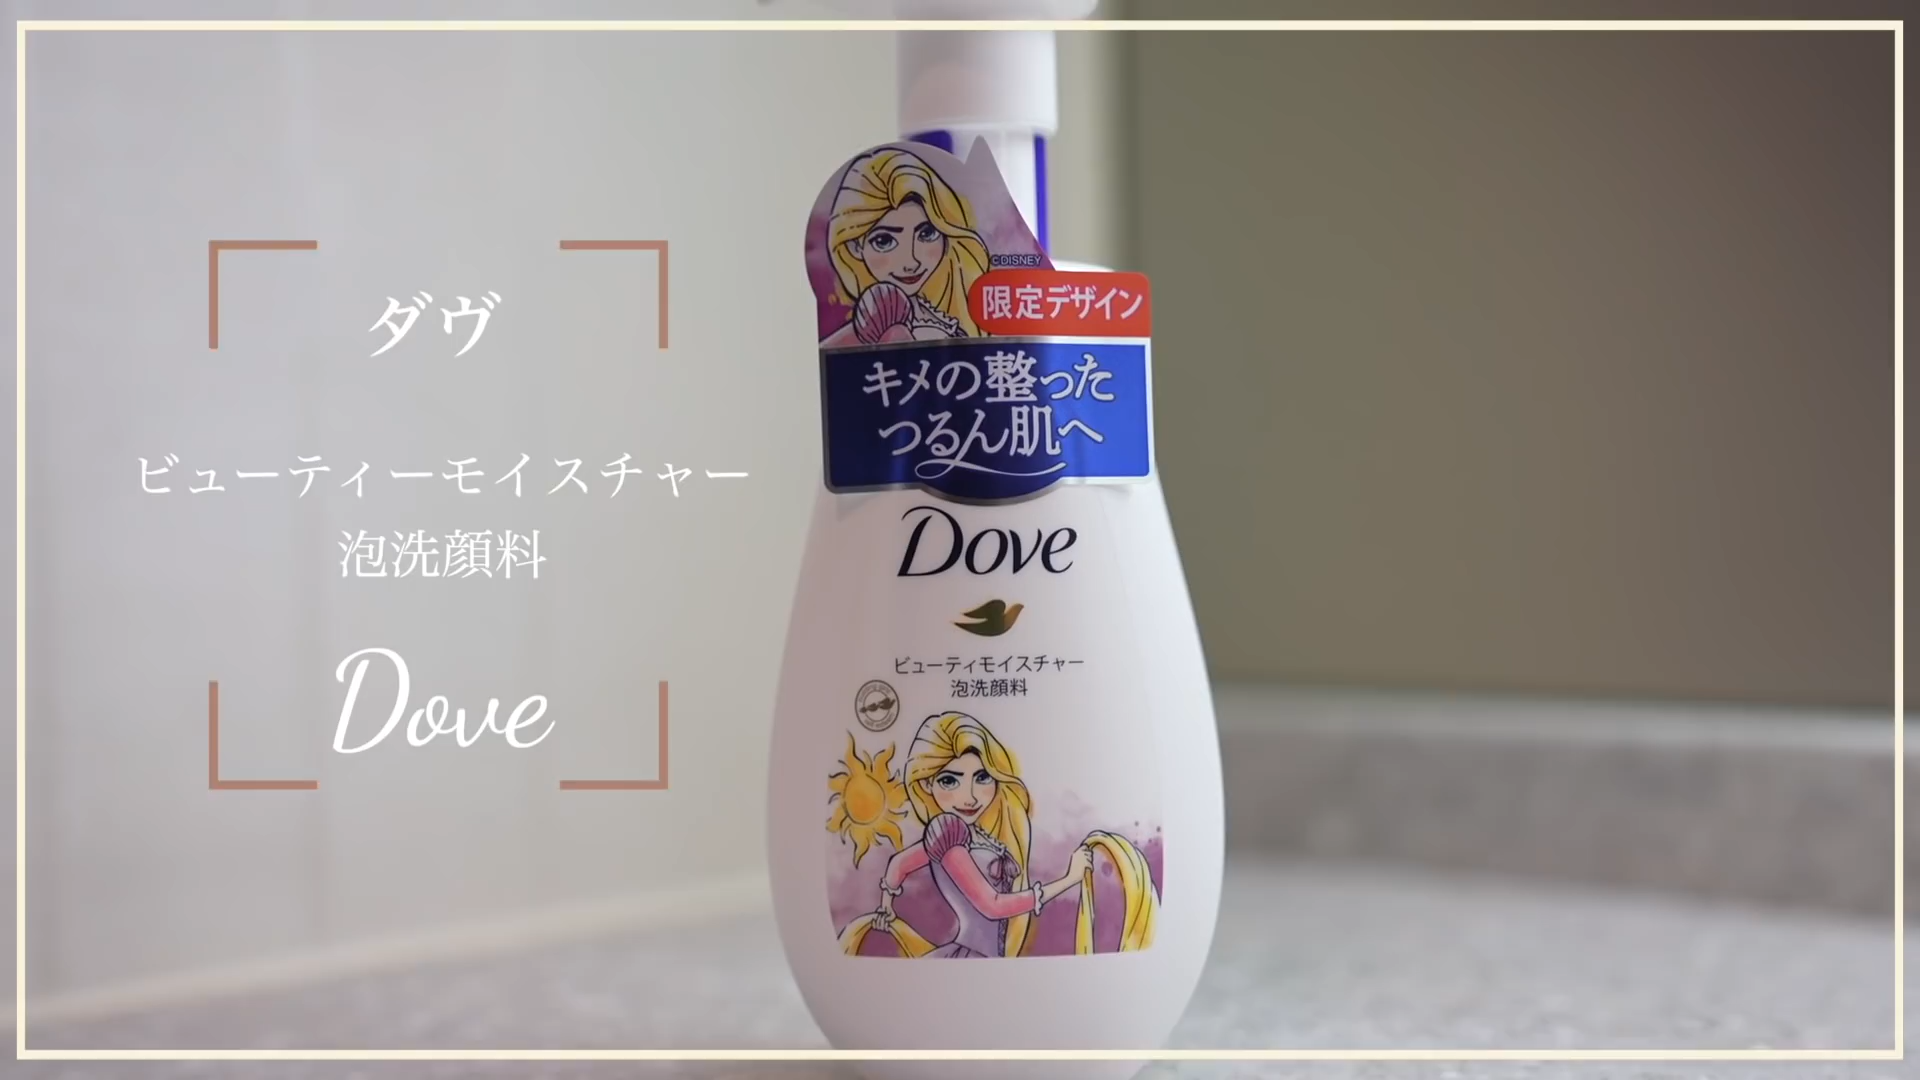 ダヴ
ビューティーモイスチャー
泡洗顔料
Dove
©DISNEY
限定デザイン
キメの整った
つるん肌へ
Dove
ビューティモイスチャー
泡洗顔料